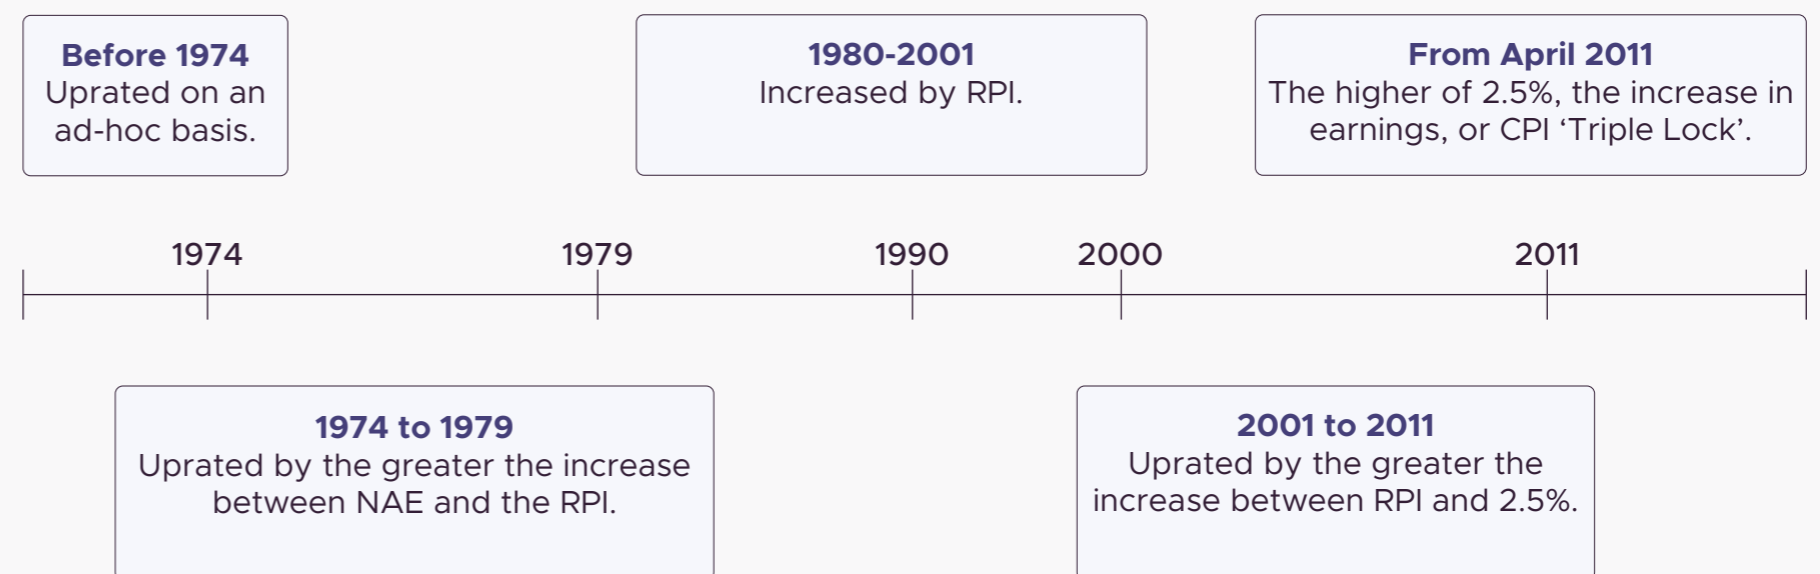 Before 1974
Uprated on an
ad-hoc basis.
1980-2001
Increased by RPI.
From April 2011
The higher of 2.5%, the increase in
earnings, or CPI ‘Triple Lock’.
1974
1979
1990
2000
2011
1974 to 1979
Uprated by the greater the increase
between NAE and the RPI.
2001 to 2011
Uprated by the greater the
increase between RPI and 2.5%.